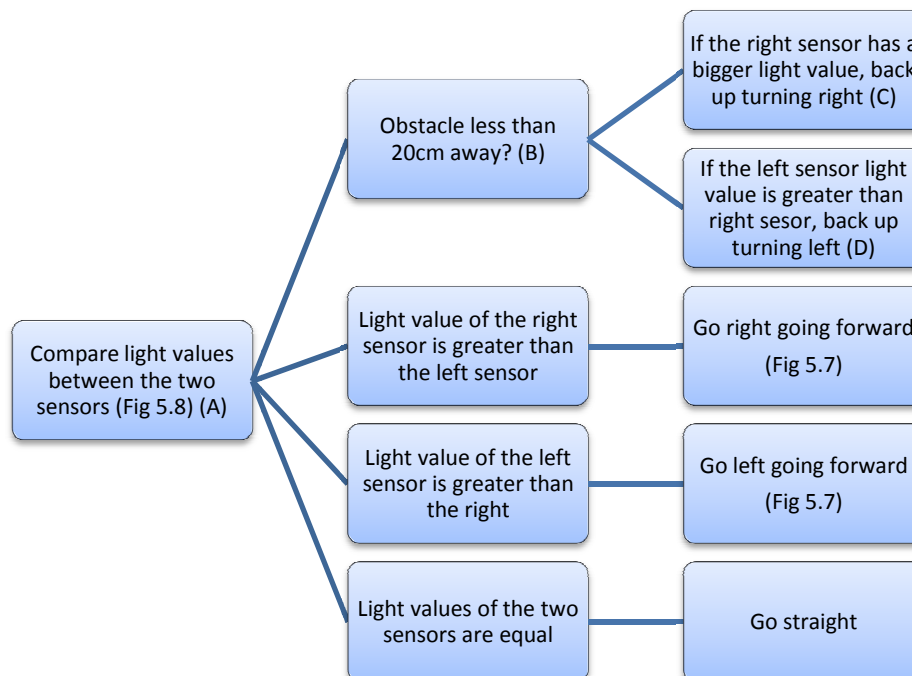 If the right sensor has a
bigger light value, back
up turning right (C)
Obstacle less than
20cm away? (B)
If the left sensor light
value is greater than
right sesor, back up
turning left (D)
Light value of the right
sensor is greater than
the left sensor
Go right going forward
(Fig 5.7)
Compare light values
between the two
sensors (Fig 5.8) (A)
Light value of the left
sensor is greater than
the right
Go left going forward
(Fig 5.7)
Light values of the two
sensors are equal
Go straight